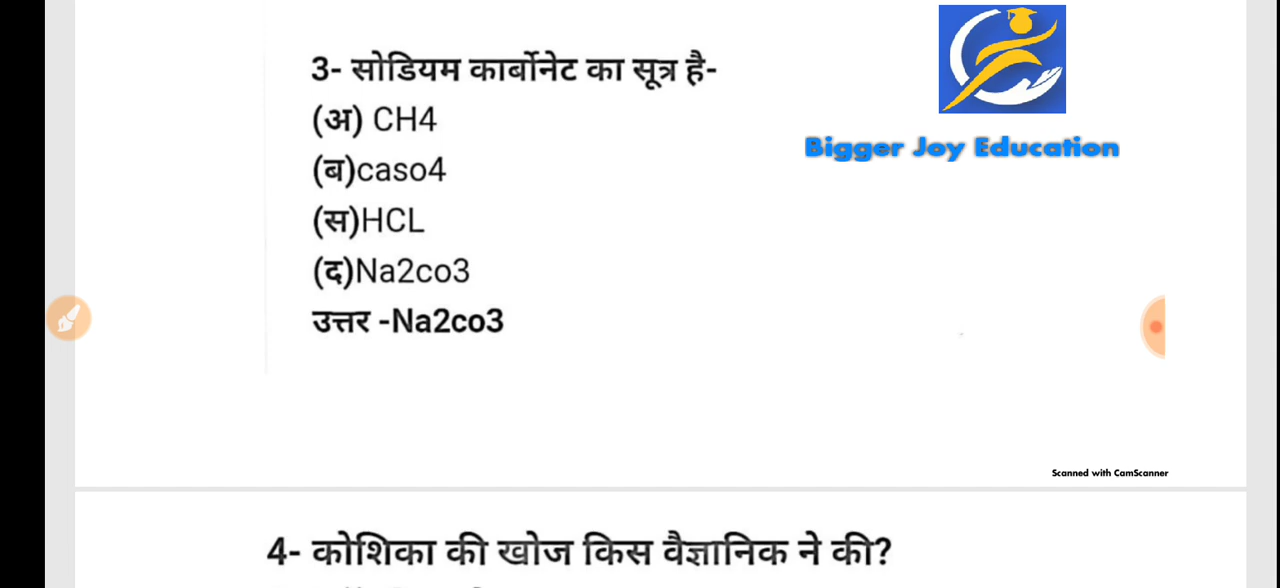 3- सोडियम कार्बोनेट का सूत्र है-
(अ) CH4
(ब)caso4
(स)HCL
(द)Na2co3
उत्तर -Na2co3
Bigger Joy Education
Scanned with CamScanner
4- कोशिका की खोज किस वैज्ञानिक ने की?